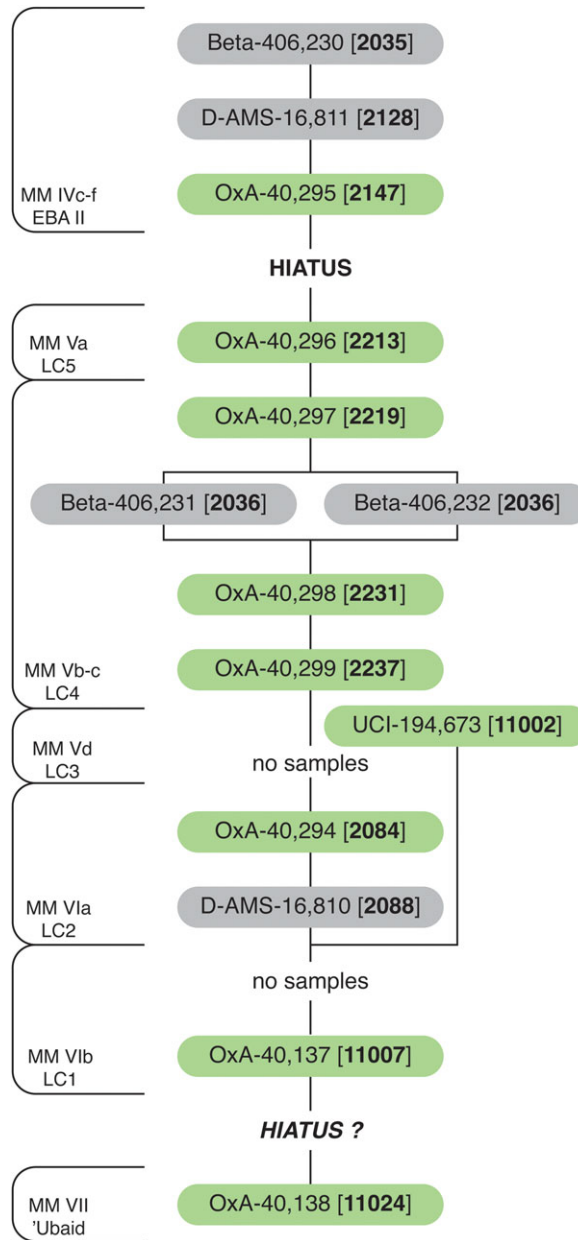 Beta-406,230 [2035]
D-AMS-16,811 [2128]
OxA-40,295 [2147]
MM IVc-f
EBA II
HIATUS
OxA-40,296 [2213]
MM Va
LC5
OxA-40,297 [2219]
Beta-406,231 [2036] Beta-406,232 [2036]
OxA-40,298 [2231]
OxA-40,299 [2237]
MM Vb-c
LC4
UCI-194,673 [11002]
MM Vd
LC3
no samples
OxA-40,294 [2084]
D-AMS-16,810 [2088]
MM VIa
LC2
no samples
OxA-40,137 [11007]
MM VIb
LC1
HIATUS ?
OxA-40,138 [11024]
MM VII
'Ubaid